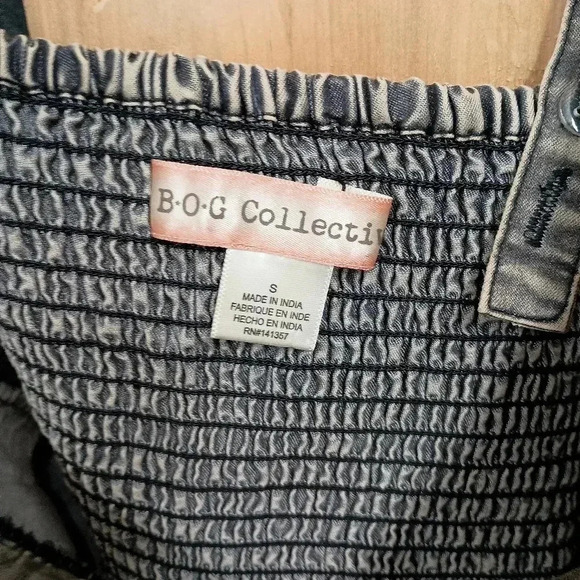 B·O·G Collecti
S
MADE IN INDIA
FABRIQUE EN INDE
HECHO EN INDIA
RN#141357